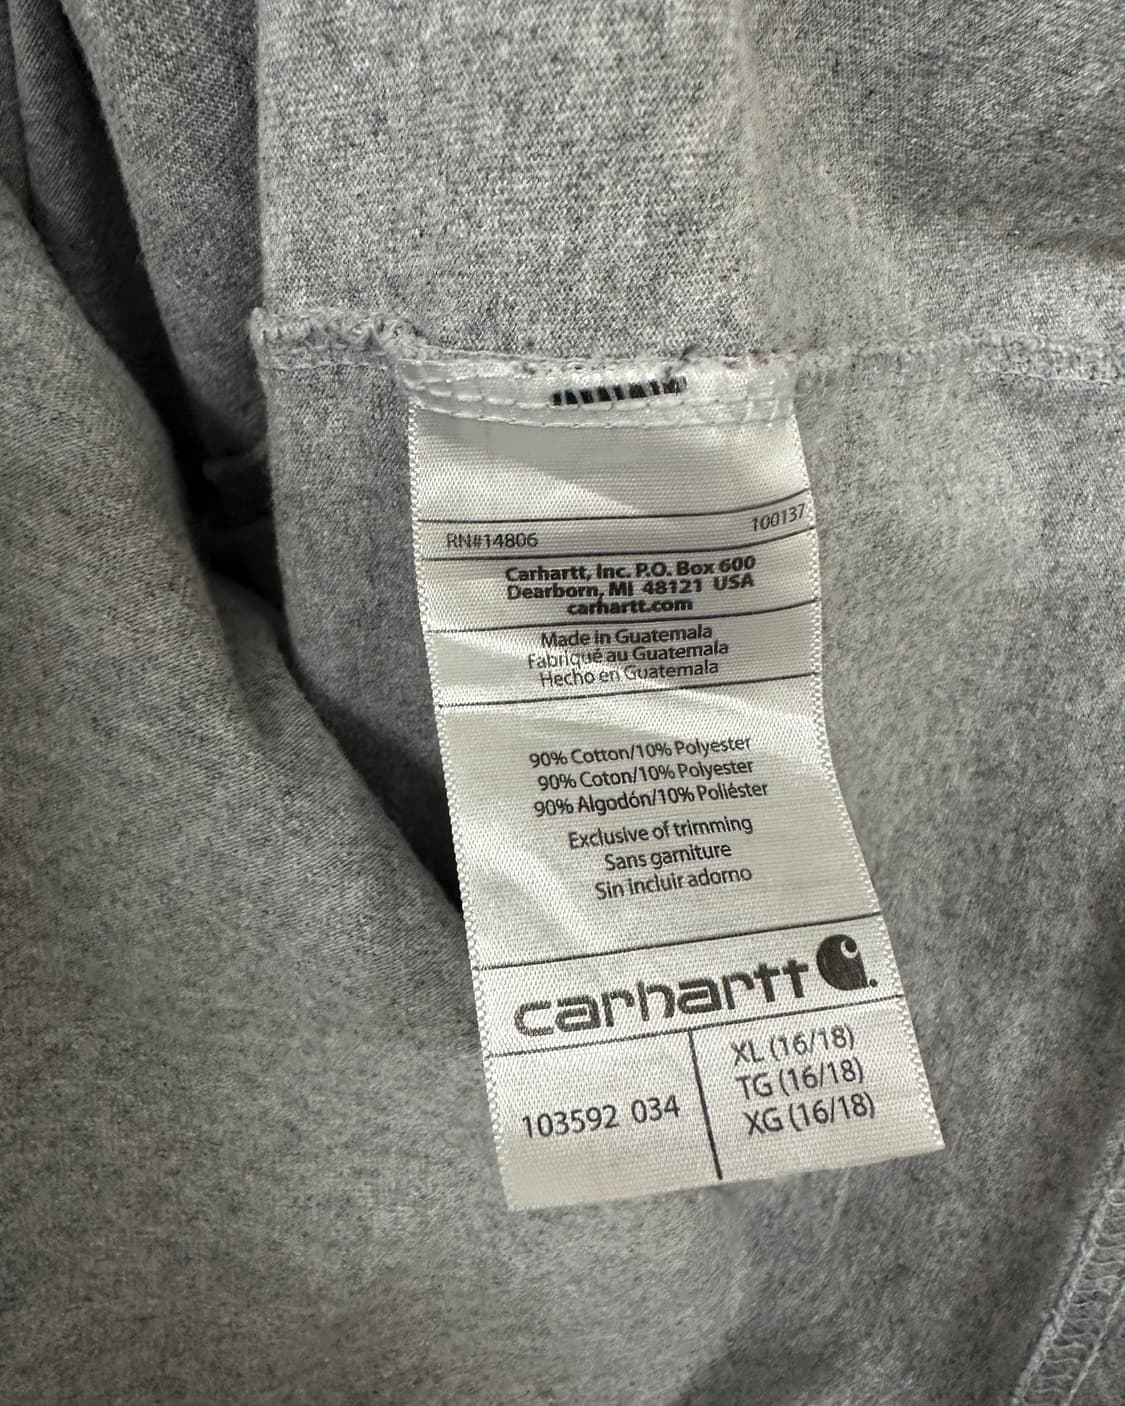 RN#14806 100137
Carhartt, Inc. P.O. Box 600
Dearborn, MI 48121 USA
carhartt.com
Made in Guatemala
Fabriqué au Guatemala
Hecho en Guatemala
90% Cotton/10% Polyester
90% Coton/10% Polyester
90% Algodón/10% Poliéster
Exclusive of trimming
Sans garniture
Sin incluir adorno
carhartt
103592 034
XL (16/18)
TG (16/18)
XG (16/18)